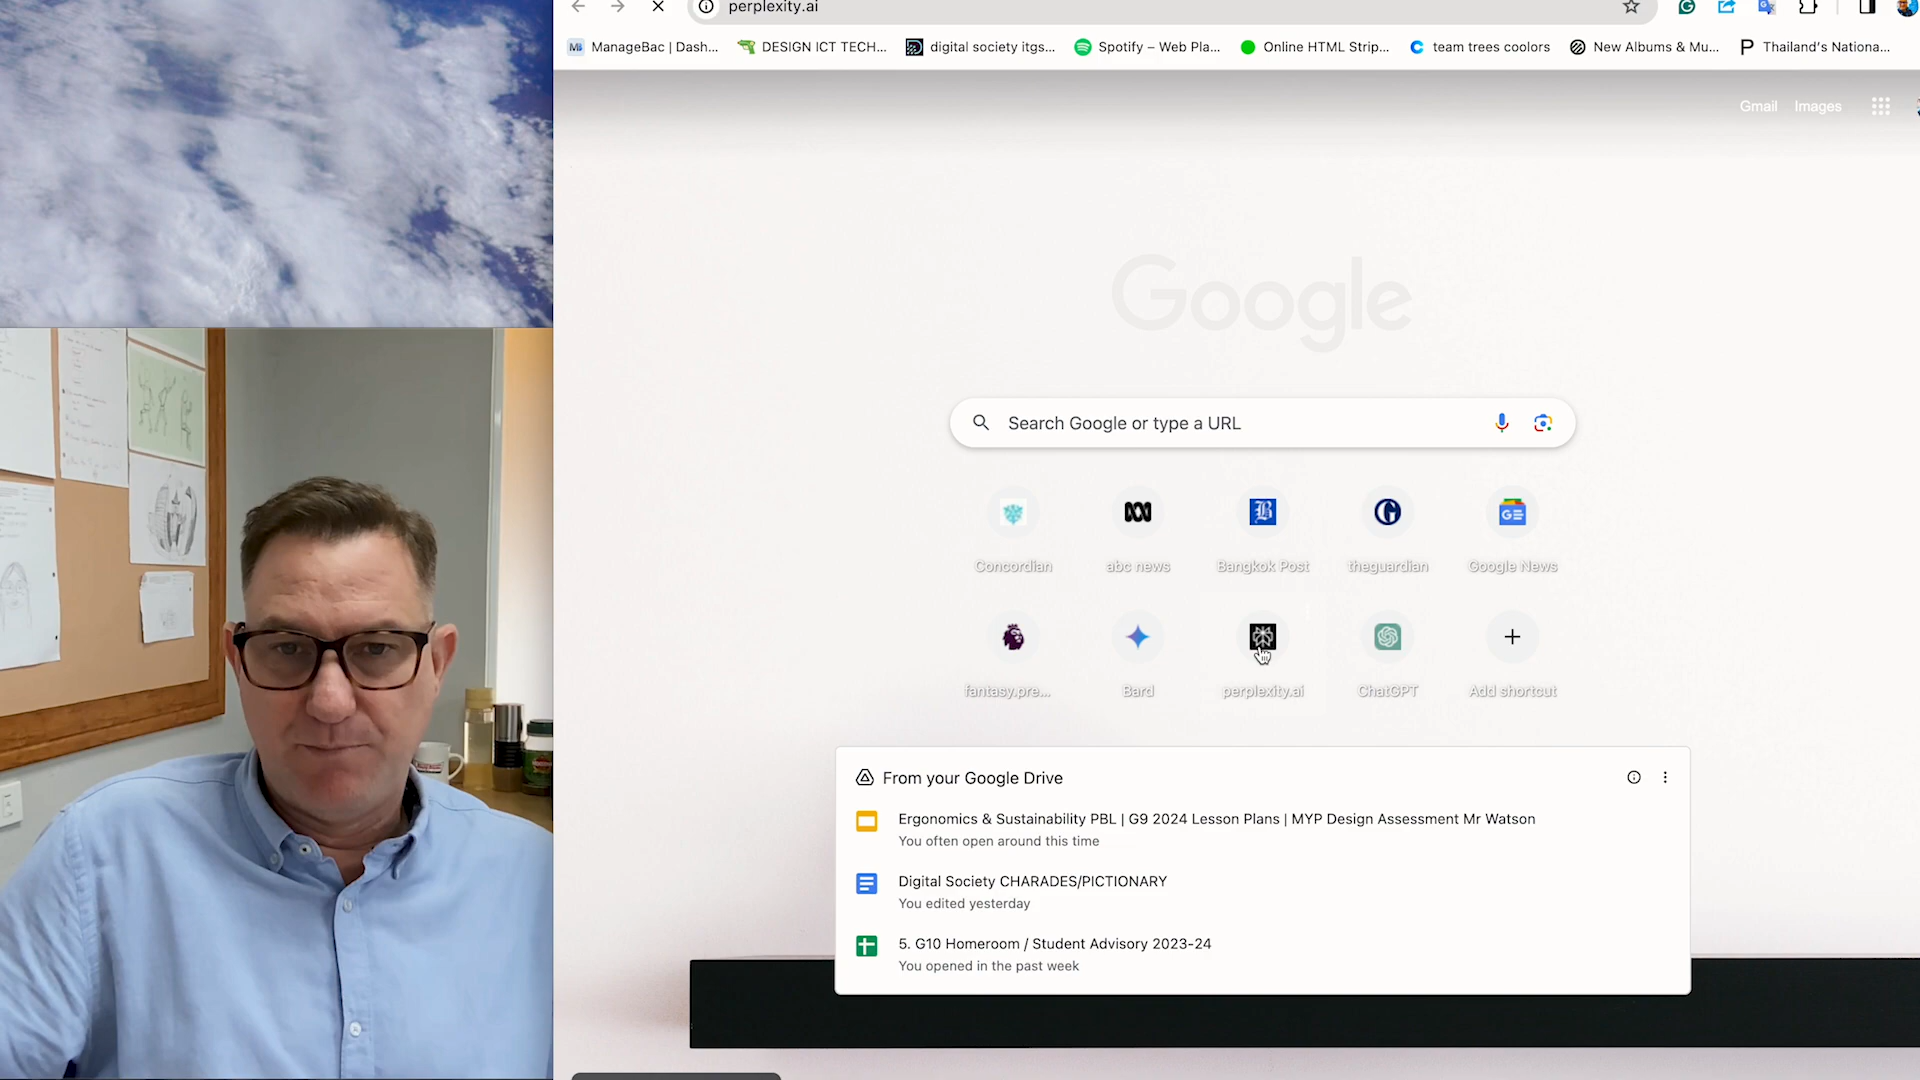 perplexity.ai
ManageBac | Dash...
DESIGN ICT TECH...
digital society itgs...
Spotify – Web Pla...
Online HTML Strip...
team trees coolors
New Albums & Mu...
Thailand's Nationa...
Gmail
Images
Google
Search Google or type a URL
Concordian
abc news
Bangkok Post
theguardian
Google News
fantasy.pre...
Bard
perplexity.ai
ChatGPT
Add shortcut
From your Google Drive
Ergonomics & Sustainability PBL | G9 2024 Lesson Plans | MYP Design Assessment Mr Watson
You often open around this time
Digital Society CHARADES/PICTIONARY
You edited yesterday
5. G10 Homeroom / Student Advisory 2023-24
You opened in the past week